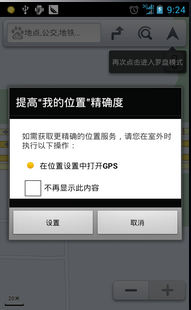 9:24
地点,公交,地铁...
再次点击进入罗盘模式
提高"我的位置"精确度
如需获取更精确的位置服务，请您在室外时
执行以下操作：
在位置设置中打开GPS
不再显示此内容
设置
取消
20米